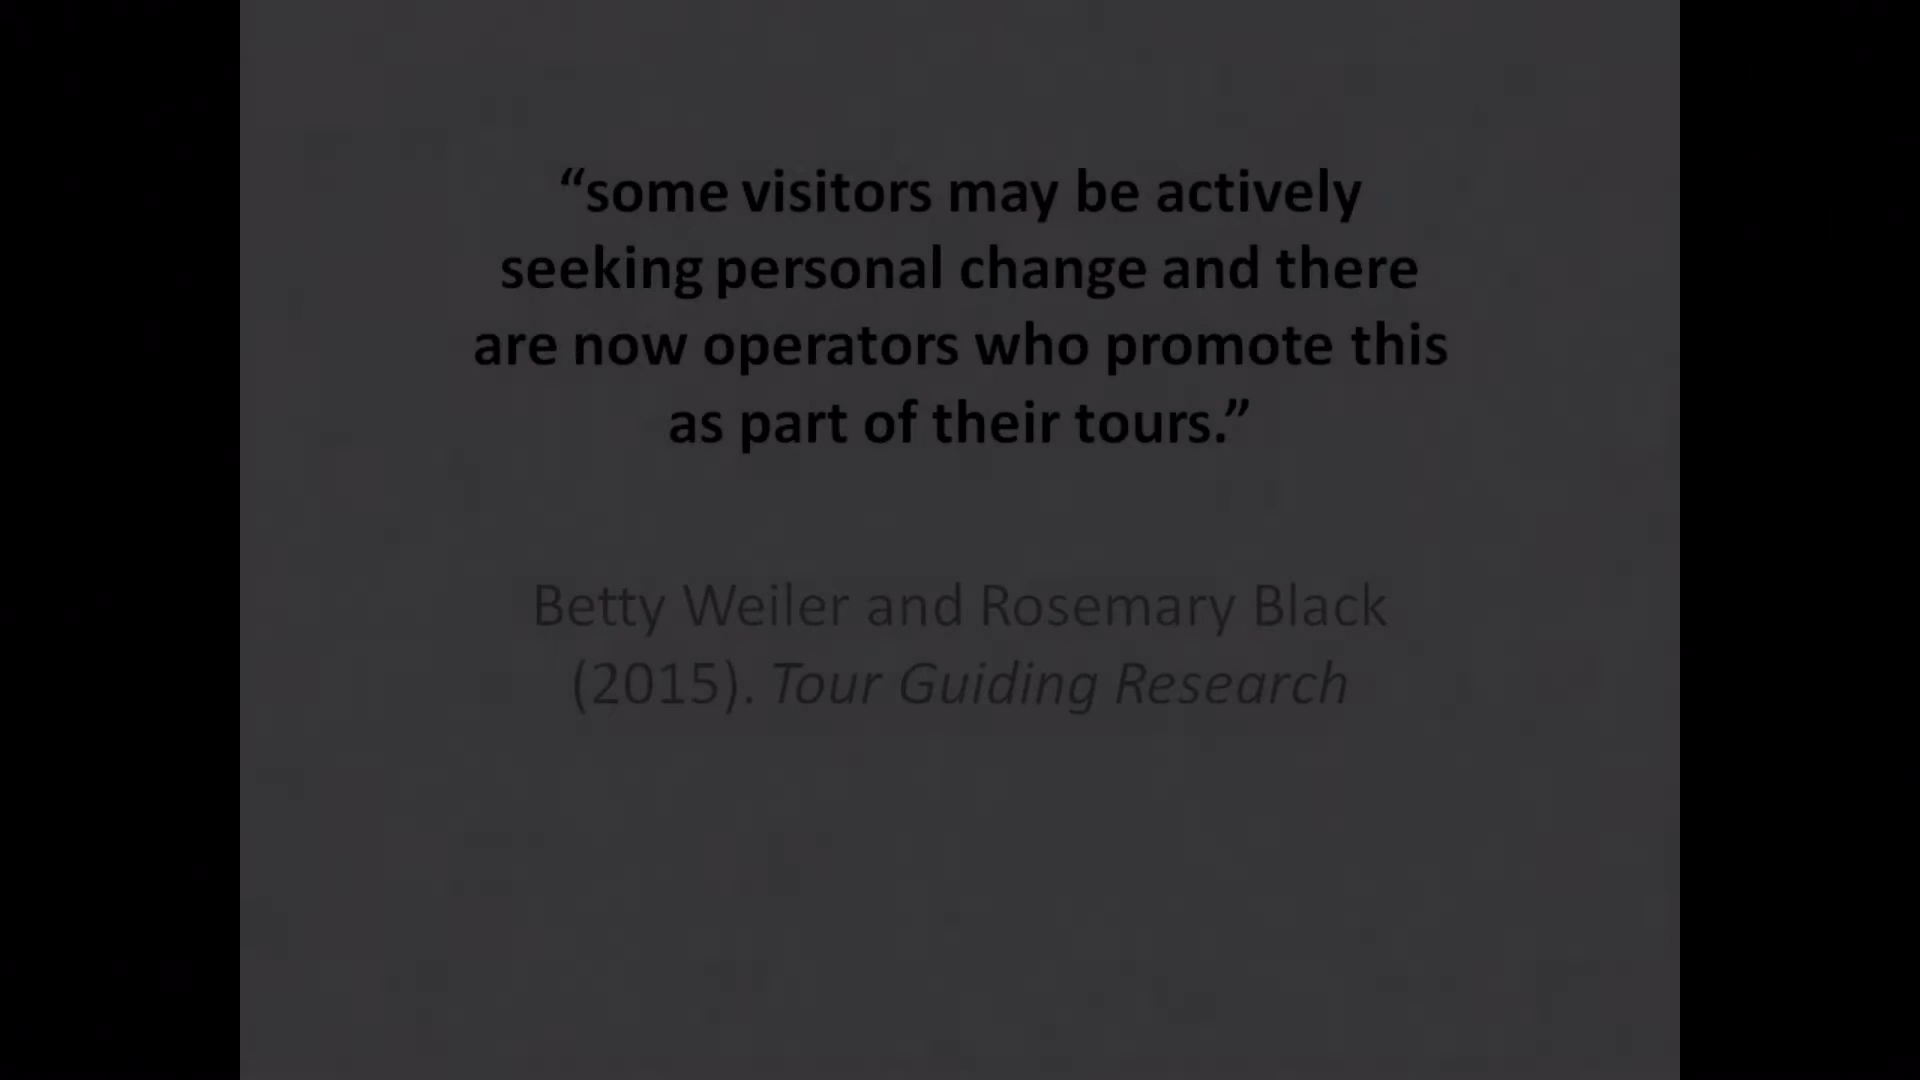 “some visitors may be actively
seeking personal change and there
are now operators who promote this
as part of their tours.”
Betty Weiler and Rosemary Black
(2015). Tour Guiding Research